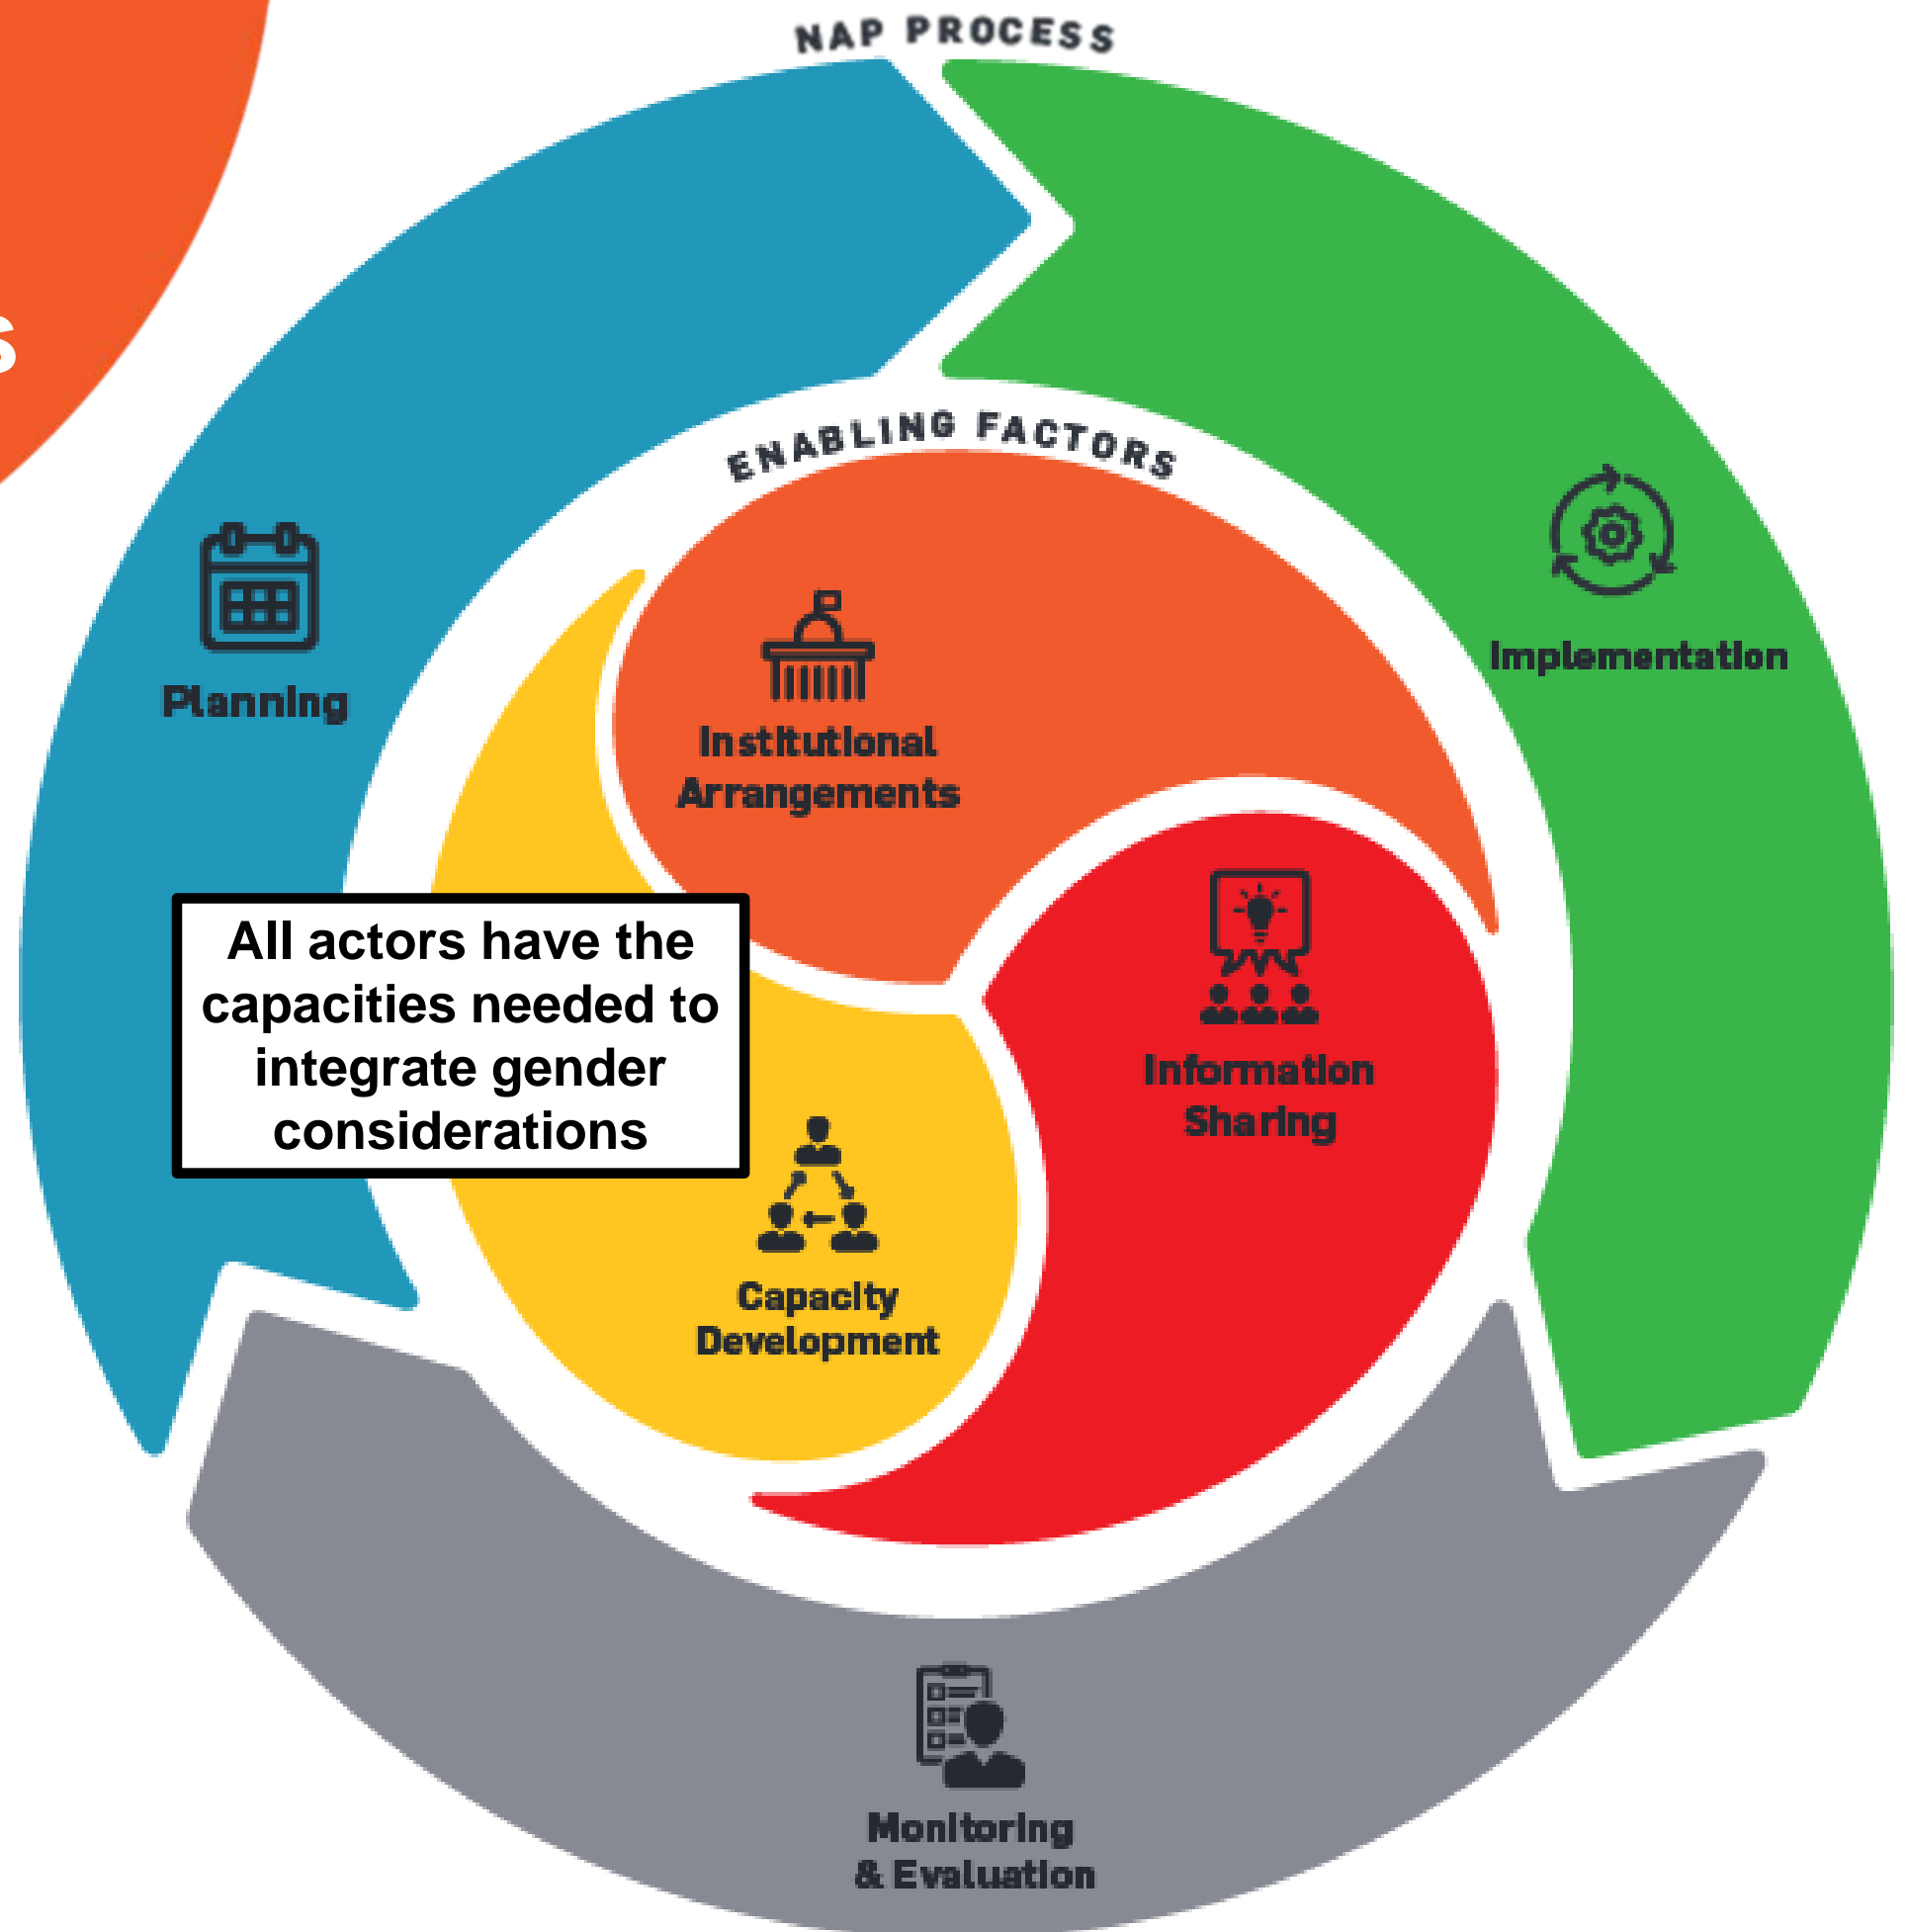 NAP PROCESS
s
ENABLING FACTORS
Planning
Implementation
Institutional
Arrangements
All actors have the
capacities needed to
integrate gender
considerations
Information
Sharing
Capacity
Development
Monitoring
& Evaluation